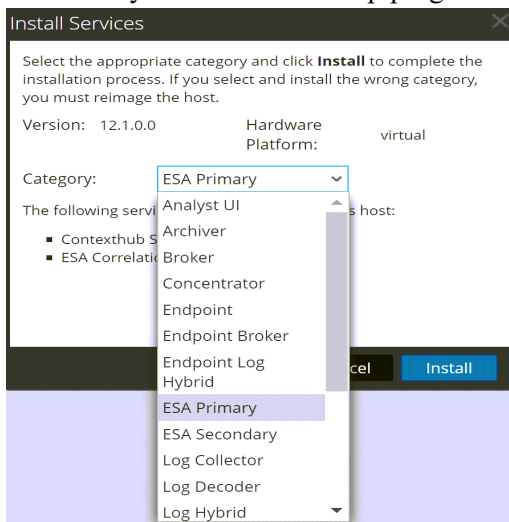 Install Services
Select the appropriate category and click Install to complete the
installation process. If you select and install the wrong category,
you must reimage the host.
Version: 12.1.0.0 Hardware Platform: virtual
Category: ESA Primary
The following servi s host:
Contexthub S
ESA Correlati
Analyst UI
Archiver
Broker
Concentrator
Endpoint
Endpoint Broker
Endpoint Log
Hybrid
ESA Primary
ESA Secondary
Log Collector
Log Decoder
Log Hybrid
cel Install